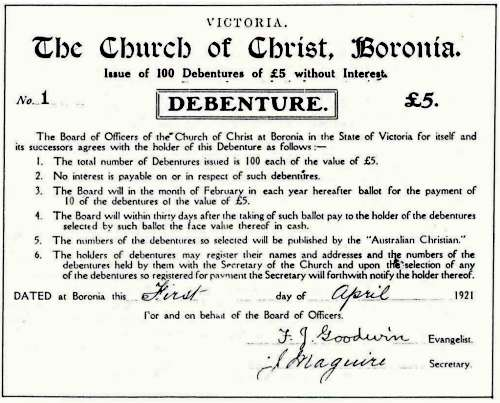 VICTORIA.
The Church of Christ, Boronia.
Issue of 100 Debentures of £5 without Interest.
No. 1 DEBENTURE. £5.
The Board of Officers of the Church of Christ at Boronia in the State of Victoria for itself and
its successors agrees with the holder of this Debenture as follows :—
1. The total number of Debentures issued is 100 each of the value of £5.
2. No interest is payable on or in respect of such debentures.
3. The Board will in the month of February in each year hereafter ballot for the payment of
10 of the debentures of the value of £5.
4. The Board will within thirty days after the taking of such ballot pay to the holder of the debentures
selected by such ballot the face value thereof in cash.
5. The numbers of the debentures so selected will be published by the "Australian Christian."
6. The holders of debentures may register their names and addresses and the numbers of the
debentures held by them with the Secretary of the Church and upon the selection of any
of the debentures so registered for payment the Secretary will forthwith notify the holder thereof.
DATED at Boronia this First day of April 1921
For and on behalf of the Board of Officers.
F. J. Goodwin Evangelist.
J Maguire Secretary.